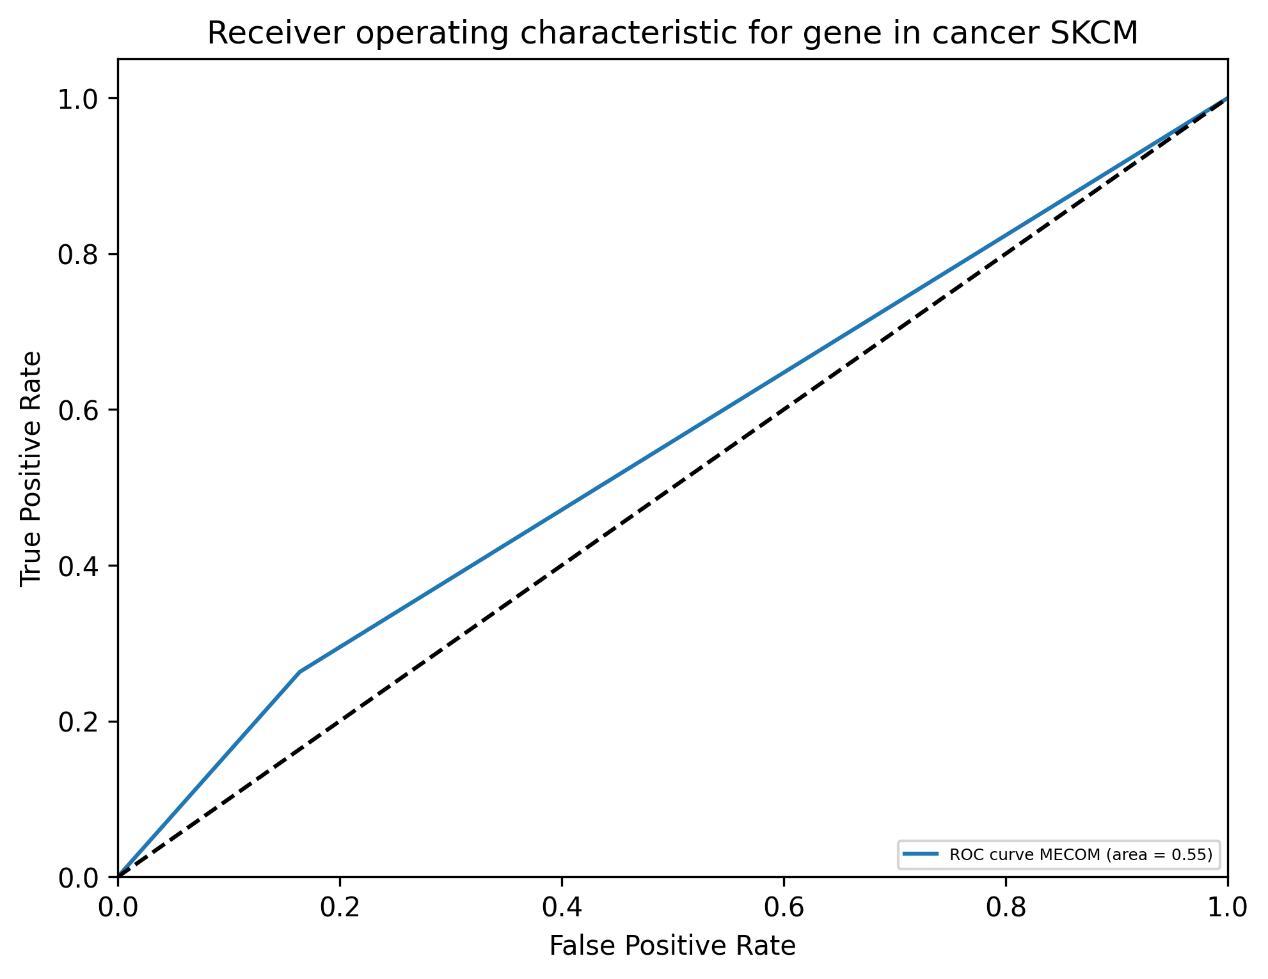 Receiver operating characteristic for gene in cancer SKCM
1.0
0.8
0.6
0.4
0.2
0.0
True Positive Rate
ROC curve MECOM (area = 0.55)
0.0 0.2 0.4 0.6 0.8 1.0
False Positive Rate